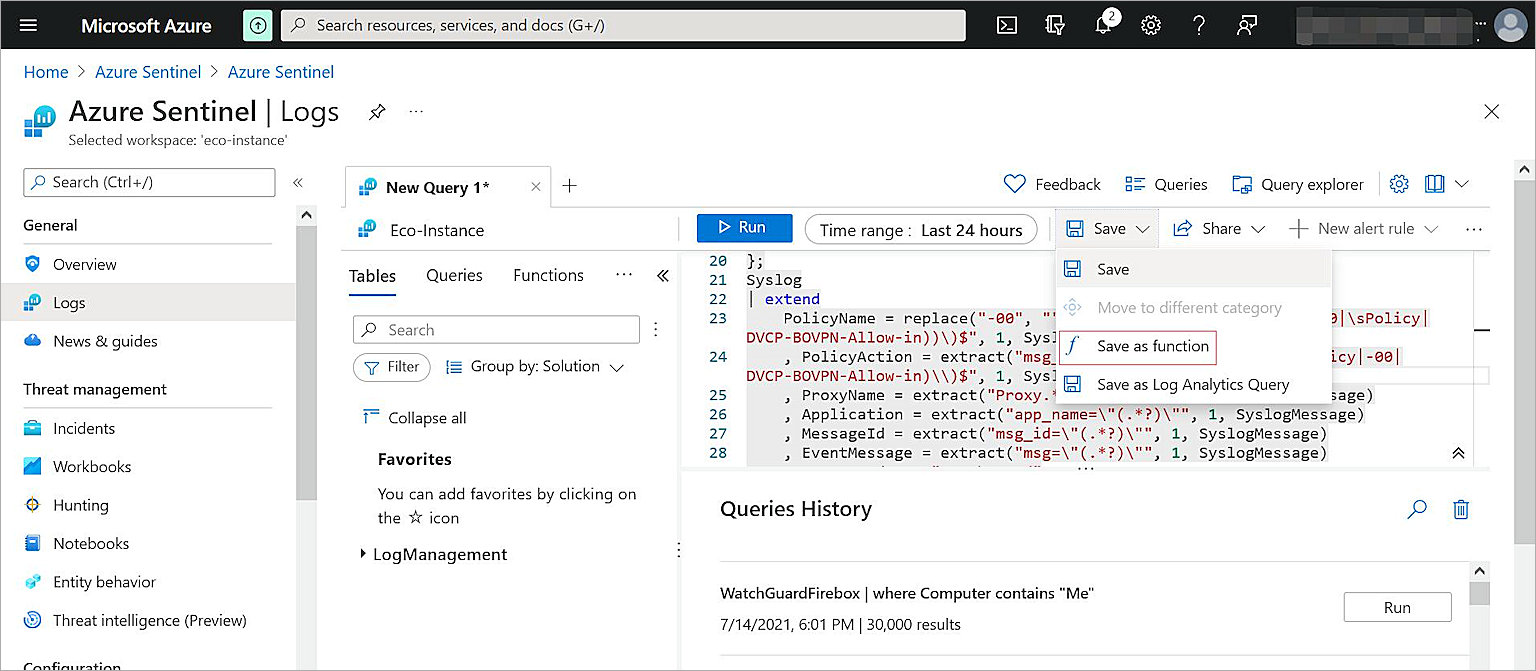 Microsoft Azure
Search resources, services, and docs (G+/)
2
Home > Azure Sentinel > Azure Sentinel
Azure Sentinel | Logs
Selected workspace: 'eco-instance'
Search (Ctrl+/)
General
Overview
Logs
News & guides
Threat management
Incidents
Workbooks
Hunting
Notebooks
Entity behavior
Threat intelligence (Preview)
Configuration
New Query 1*
Feedback
Queries
Query explorer
Eco-Instance
Run
Time range : Last 24 hours
Save
Share
New alert rule
Tables
Queries
Functions
Search
Filter
Group by: Solution
Collapse all
Favorites
You can add favorites by clicking on
the ☆ icon
LogManagement
Save
Move to different category
Save as function
Save as Log Analytics Query
20 };
21 Syslog
22 | extend
23 PolicyName = replace("-00", "" 0|\sPolicy|
DVCP-BOVPN-Allow-in))\)$", 1, Sysl
24 , PolicyAction = extract("msg_ icy|-00|
DVCP-BOVPN-Allow-in)\\)$", 1, Sysl
25 , ProxyName = extract("Proxy.* sage)
26 , Application = extract("app_name=\"(.*?)\"", 1, SyslogMessage)
27 , MessageId = extract("msg_id=\"(.*?)\"", 1, SyslogMessage)
28 , EventMessage = extract("msg=\"(.*?)\"", 1, SyslogMessage)
Queries History
WatchGuardFirebox | where Computer contains "Me"
7/14/2021, 6:01 PM | 30,000 results
Run